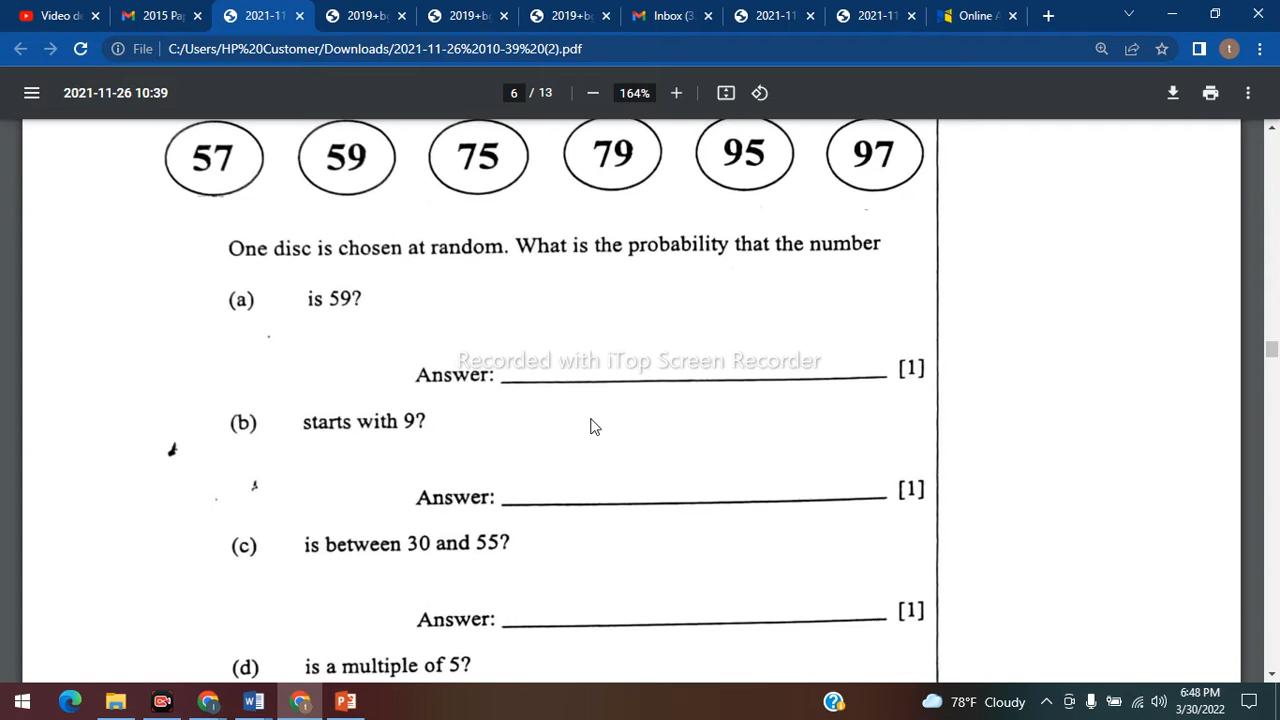 Video de
2015 Pa
2021-11
2019+b
2019+b
2019+b
Inbox (3
2021-11
2021-11
Online A
File
C:/Users/HP%20Customer/Downloads/2021-11-26%2010-39%20(2).pdf
t
2021-11-26 10:39
6 / 13
164%
57 59 75 79 95 97
One disc is chosen at random. What is the probability that the number
(a) is 59?
Recorded with iTop Screen Recorder
Answer: [1]
(b) starts with 9?
Answer: [1]
(c) is between 30 and 55?
Answer: [1]
(d) is a multiple of 5?
78°F Cloudy
6:48 PM
3/30/2022